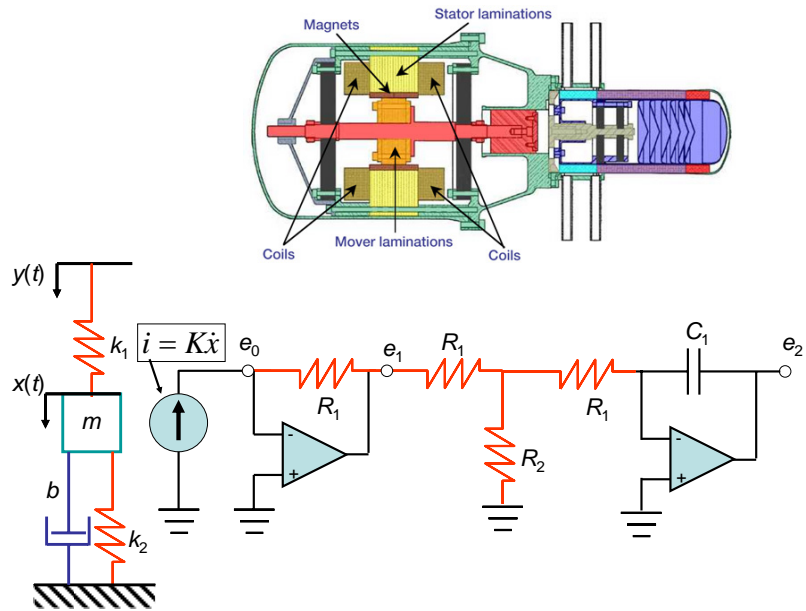 Stator laminations
Magnets
Coils
Mover laminations
Coils
y(t)
k₁
i = Kẋ
e₀
e₁
R₁
C₁
e₂
x(t)
m
R₁
R₁
-
+
R₂
-
+
b
k₂